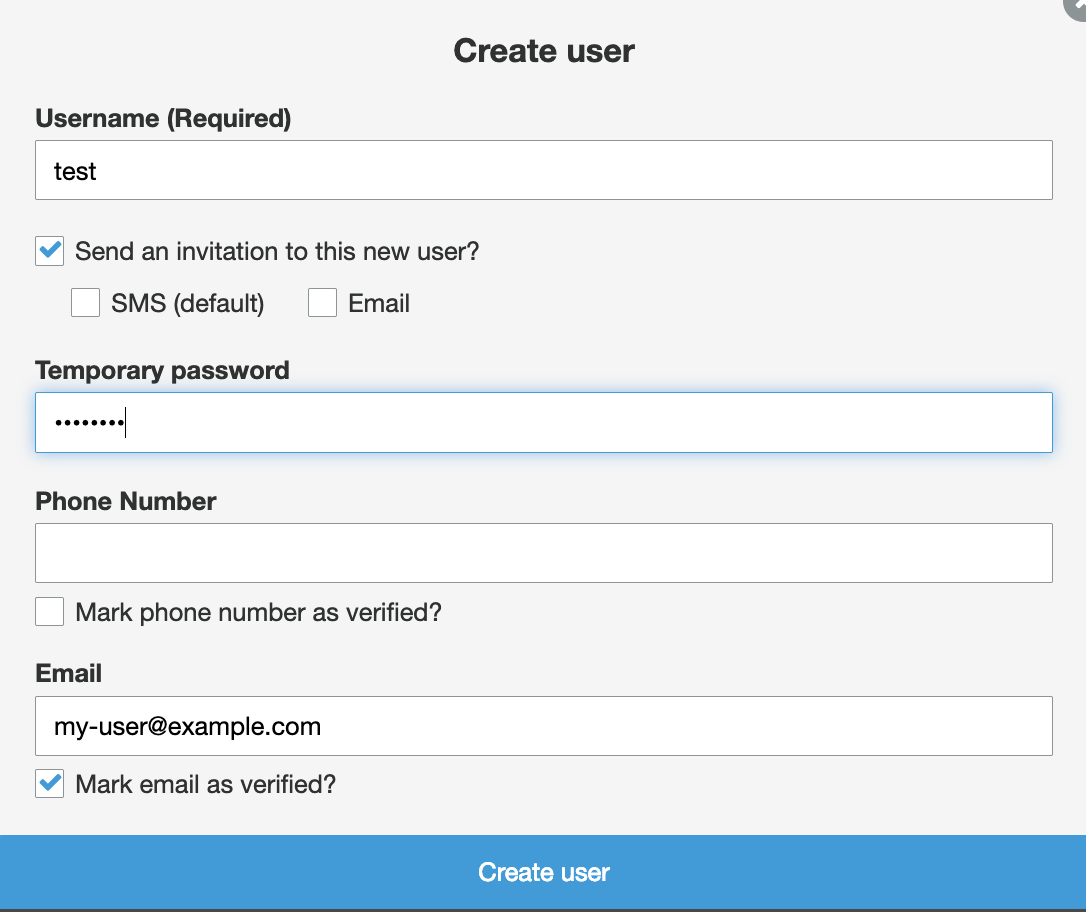 Create user
Username (Required)
test
Send an invitation to this new user?
SMS (default) Email
Temporary password
••••••••
Phone Number
Mark phone number as verified?
Email
my-user@example.com
Mark email as verified?
Create user